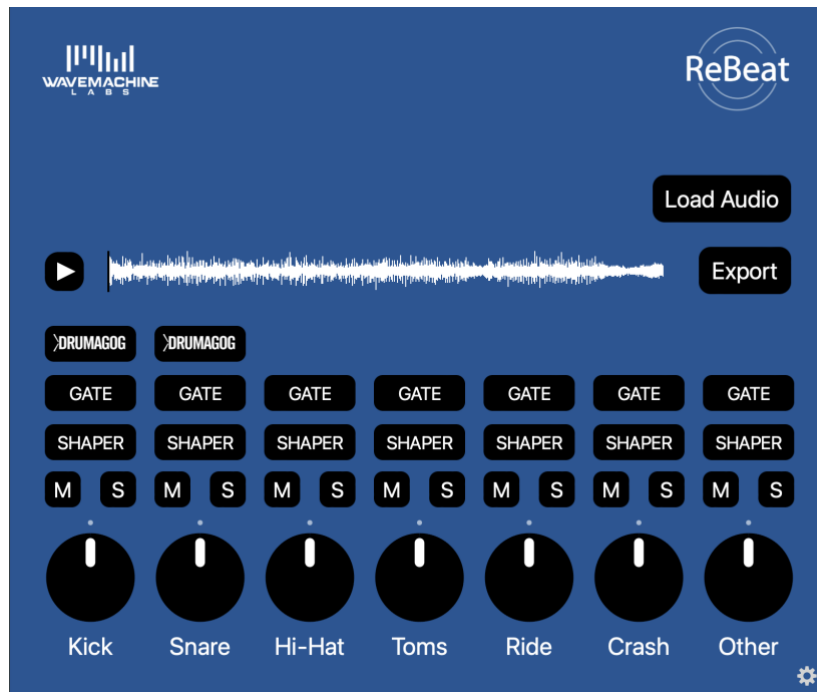 WAVEMACHINE
LABS
ReBeat
Load Audio
Export
DRUMAGOG DRUMAGOG
GATE GATE GATE GATE GATE GATE GATE
SHAPER SHAPER SHAPER SHAPER SHAPER SHAPER SHAPER
M S M S M S M S M S M S M S
Kick Snare Hi-Hat Toms Ride Crash Other